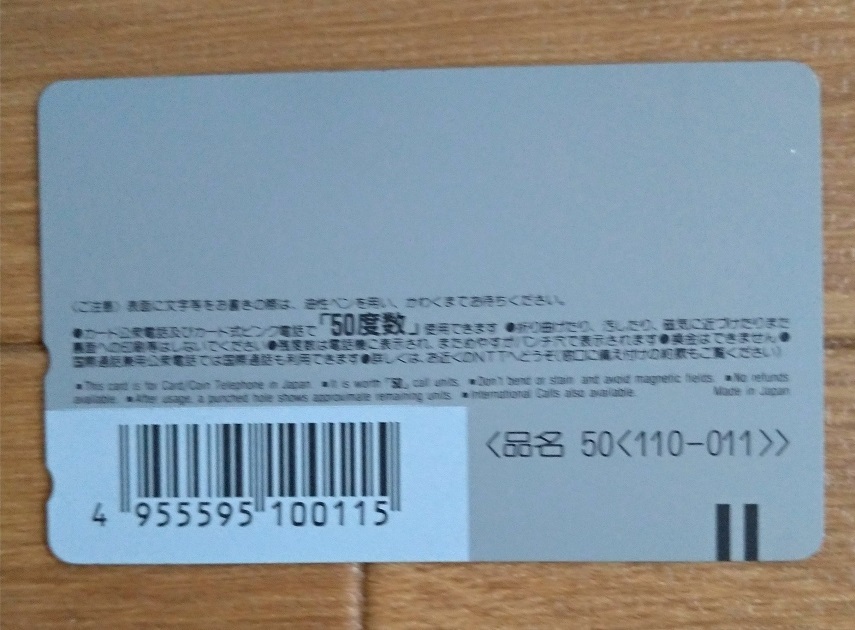 〈ご注意〉表面に文字等をお書きの際は、油性ペンを用い、かわくまでお待ちください。
●カード公衆電話及びカード式ピンク電話で「50度数」使用できます ●折り曲げたり、汚したり、磁気に近づけたりまた
裏面への印刷等はしないでください●残度数は電話機に表示され、まためやすがパンチ穴で表示されます●換金はできません●
国際通話兼用公衆電話では国際通話も利用できます●詳しくは、お近くのNTTへどうぞ(窓口に備え付けの約款もご覧ください)
■This card is for Card/Coin Telephone in Japan. ■It is worth「50」call units. ■Don't bend or stain and avoid magnetic fields. ■No refunds
available. ■After usage, a punched hole shows approximate remaining units. ■International Calls also available. Made in Japan
〈品名 50〈110-011〉〉
4 955595 100115